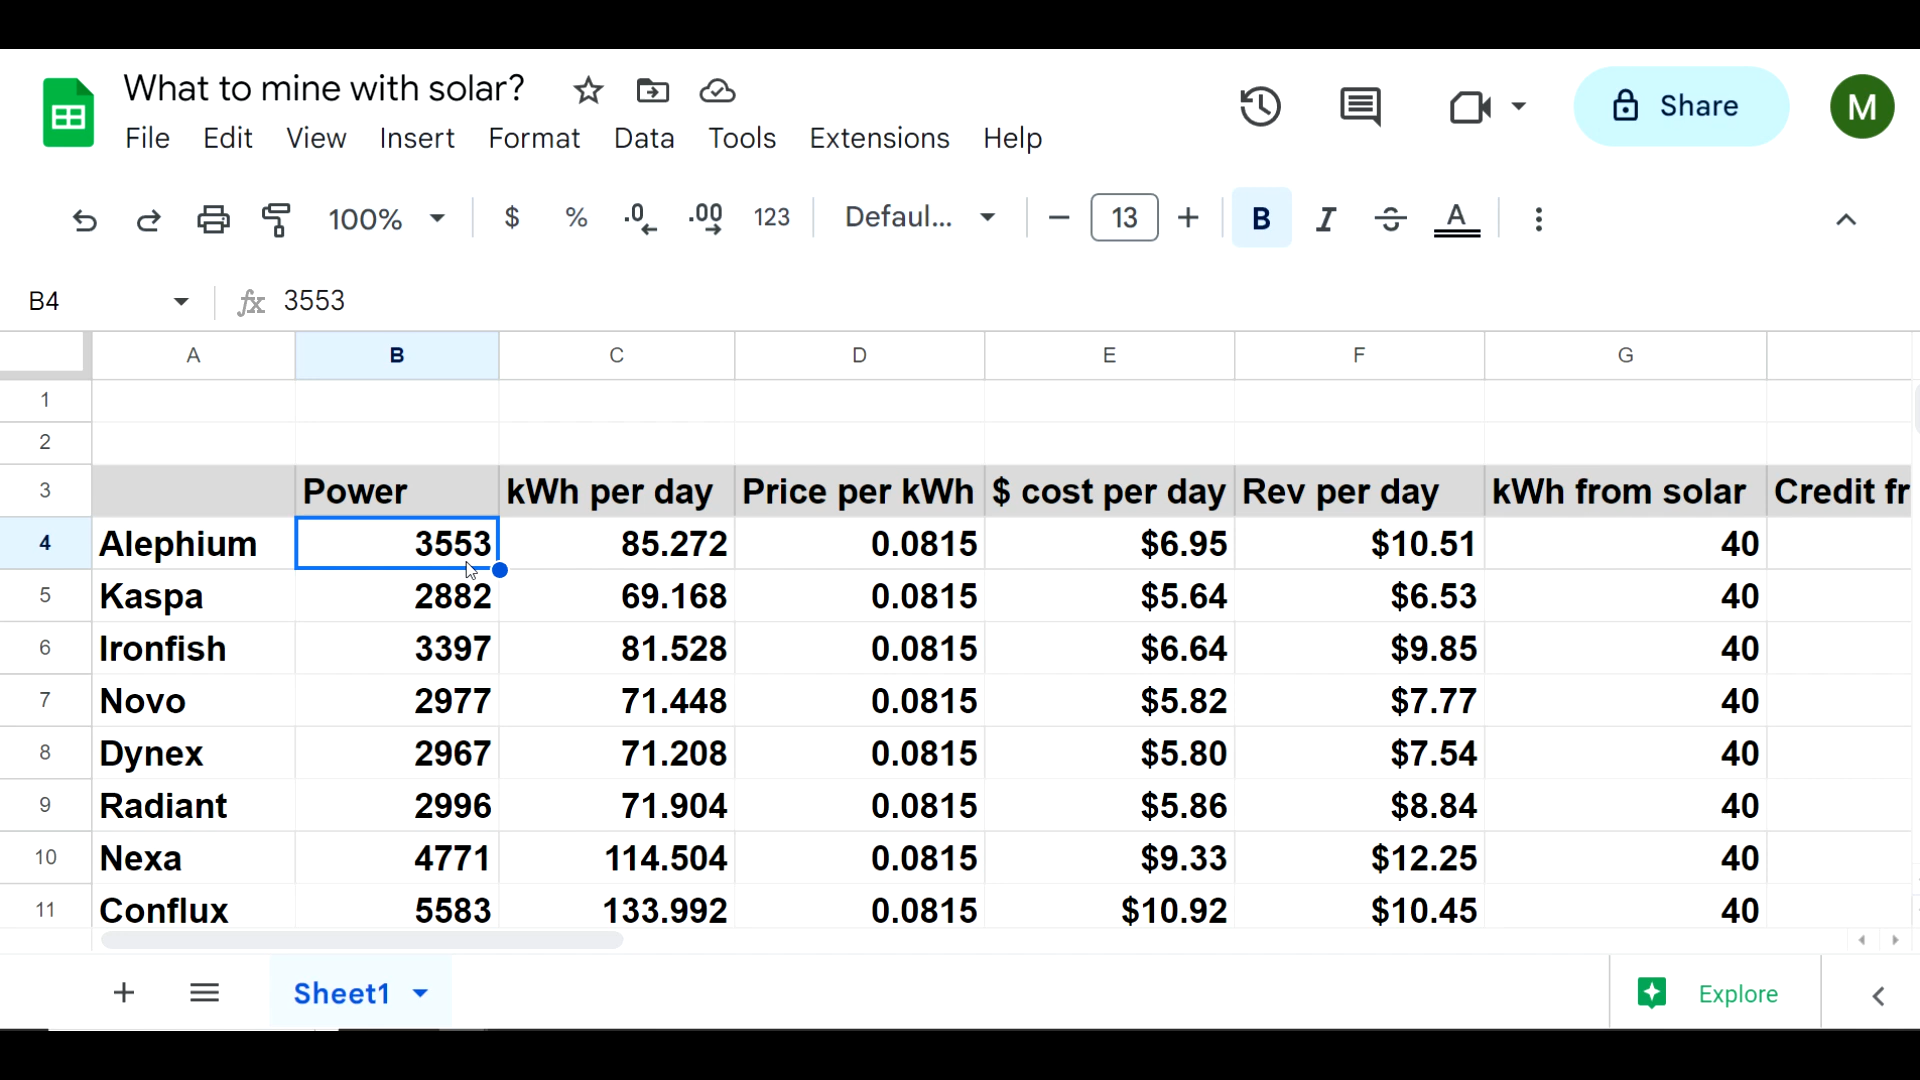 What to mine with solar?
File Edit View Insert Format Data Tools Extensions Help
Share
M
100% $ % .0 .00 123 Defaul... 13 B I S A
B4 fx 3553
A B C D E F G
1
2
3 Power kWh per day Price per kWh $ cost per day Rev per day kWh from solar Credit fr
4 Alephium 3553 85.272 0.0815 $6.95 $10.51 40
5 Kaspa 2882 69.168 0.0815 $5.64 $6.53 40
6 Ironfish 3397 81.528 0.0815 $6.64 $9.85 40
7 Novo 2977 71.448 0.0815 $5.82 $7.77 40
8 Dynex 2967 71.208 0.0815 $5.80 $7.54 40
9 Radiant 2996 71.904 0.0815 $5.86 $8.84 40
10 Nexa 4771 114.504 0.0815 $9.33 $12.25 40
11 Conflux 5583 133.992 0.0815 $10.92 $10.45 40
Sheet1 Explore